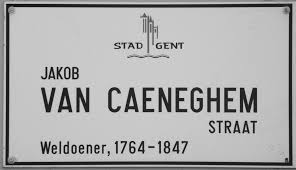 STAD GENT
JAKOB
VAN CAENEGHEM
STRAAT
Weldoener, 1764-1847